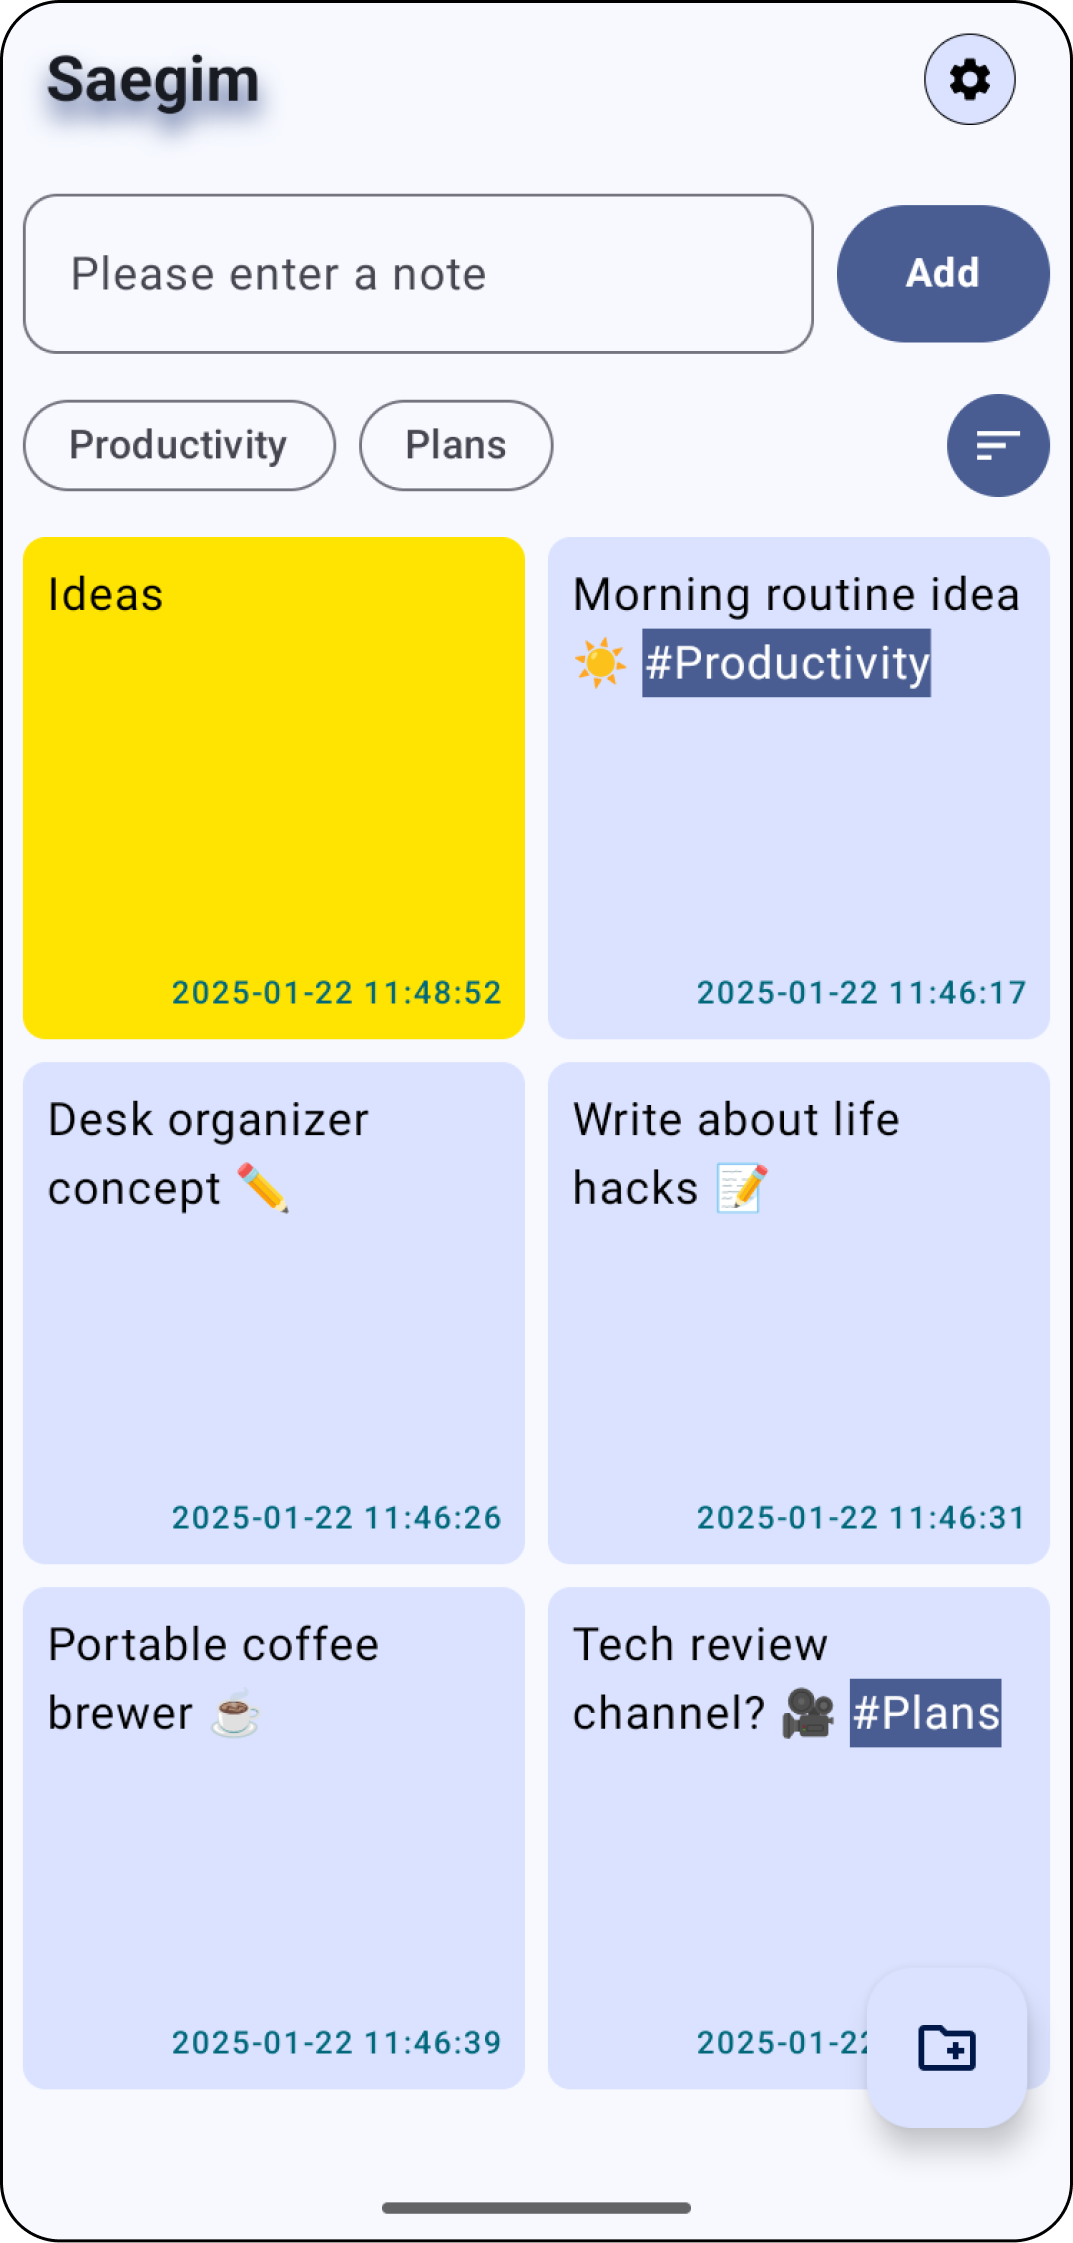 Saegim
Please enter a note
Add
Productivity
Plans
Ideas
2025-01-22 11:48:52
Morning routine idea
☀️ #Productivity
2025-01-22 11:46:17
Desk organizer
concept ✏️
2025-01-22 11:46:26
Write about life
hacks 📝
2025-01-22 11:46:31
Portable coffee
brewer ☕
2025-01-22 11:46:39
Tech review
channel? 🎥 #Plans
2025-01-22